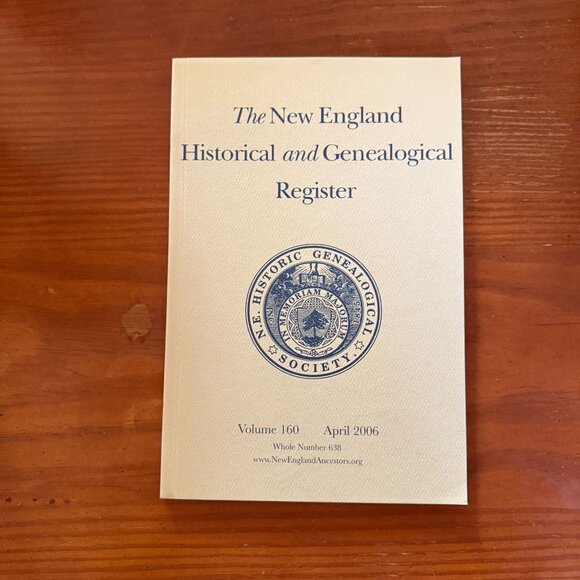 The New England
Historical and Genealogical
Register
N.E. HISTORIC GENEALOGICAL
SOCIETY.
IN MEMORIAM MAJORUM
Volume 160 April 2006
Whole Number 638
www.NewEnglandAncestors.org